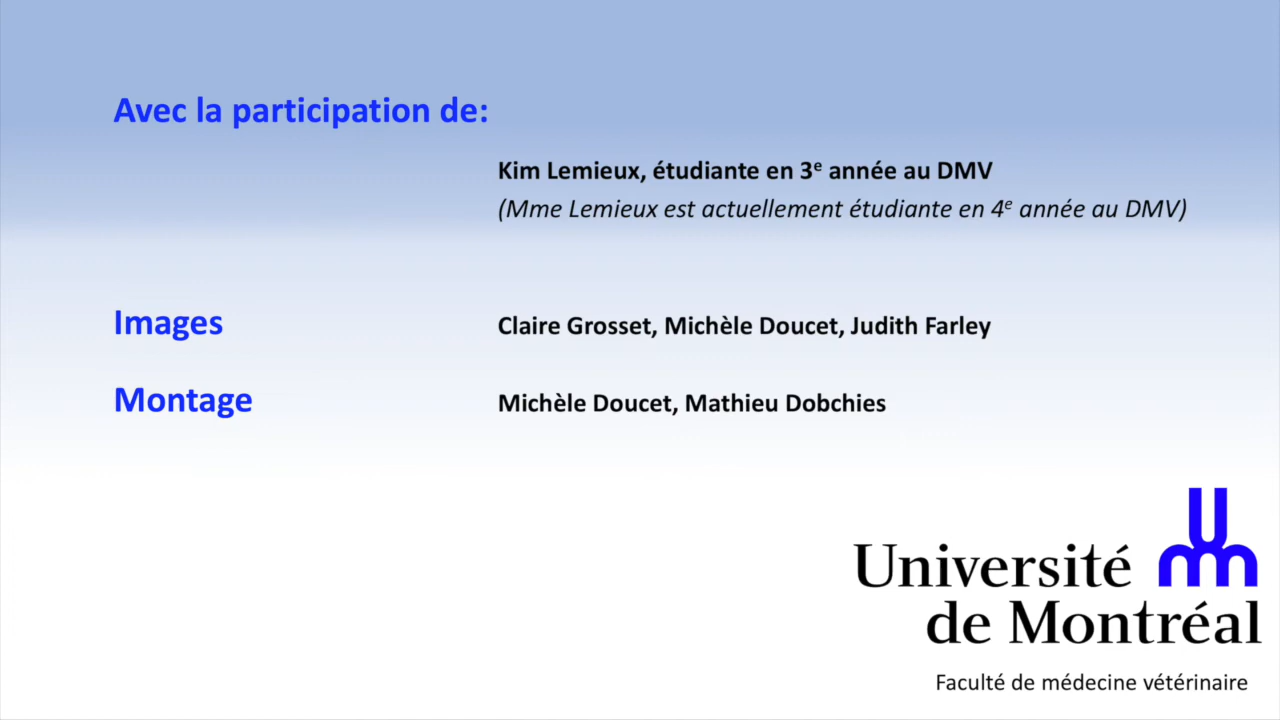 Avec la participation de:
Kim Lemieux, étudiante en 3e année au DMV
(Mme Lemieux est actuellement étudiante en 4e année au DMV)
Images
Claire Grosset, Michèle Doucet, Judith Farley
Montage
Michèle Doucet, Mathieu Dobchies
Université
de Montréal
Faculté de médecine vétérinaire